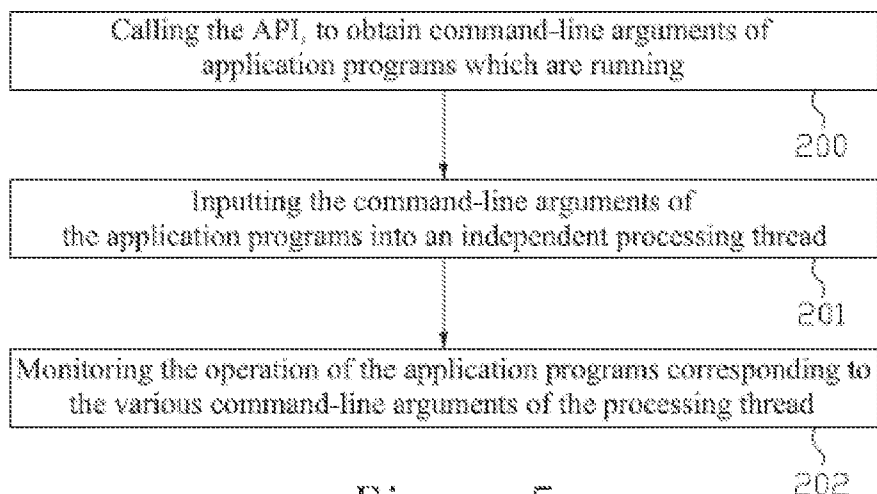 Calling the API, to obtain command-line arguments of
application programs which are running
200
Inputting the command-line arguments of
the application programs into an independent processing thread
201
Monitoring the operation of the application programs corresponding to
the various command-line arguments of the processing thread
202